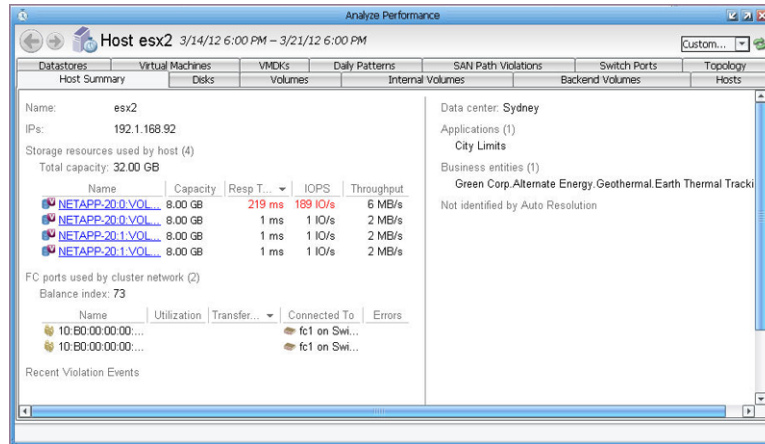 Analyze Performance
Host esx2 3/14/12 6:00 PM – 3/21/12 6:00 PM
Custom...
Datastores Virtual Machines VMDKs Daily Patterns SAN Path Violations Switch Ports Topology
Host Summary Disks Volumes Internal Volumes Backend Volumes Hosts
Name: esx2
IPs: 192.1.168.92
Storage resources used by host (4)
Total capacity: 32.00 GB
Name Capacity Resp T... IOPS Throughput
NETAPP-20:0:VOL... 8.00 GB 219 ms 189 IO/s 6 MB/s
NETAPP-20:0:VOL... 8.00 GB 1 ms 1 IO/s 2 MB/s
NETAPP-20:1:VOL... 8.00 GB 1 ms 1 IO/s 2 MB/s
NETAPP-20:1:VOL... 8.00 GB 1 ms 1 IO/s 2 MB/s
FC ports used by cluster network (2)
Balance index: 73
Name Utilization Transfer... Connected To Errors
10:B0:00:00:00:... fc1 on Swi...
10:B0:00:00:00:... fc1 on Swi...
Recent Violation Events
Data center: Sydney
Applications (1)
City Limits
Business entities (1)
Green Corp.Alternate Energy.Geothermal.Earth Thermal Tracki
Not identified by Auto Resolution